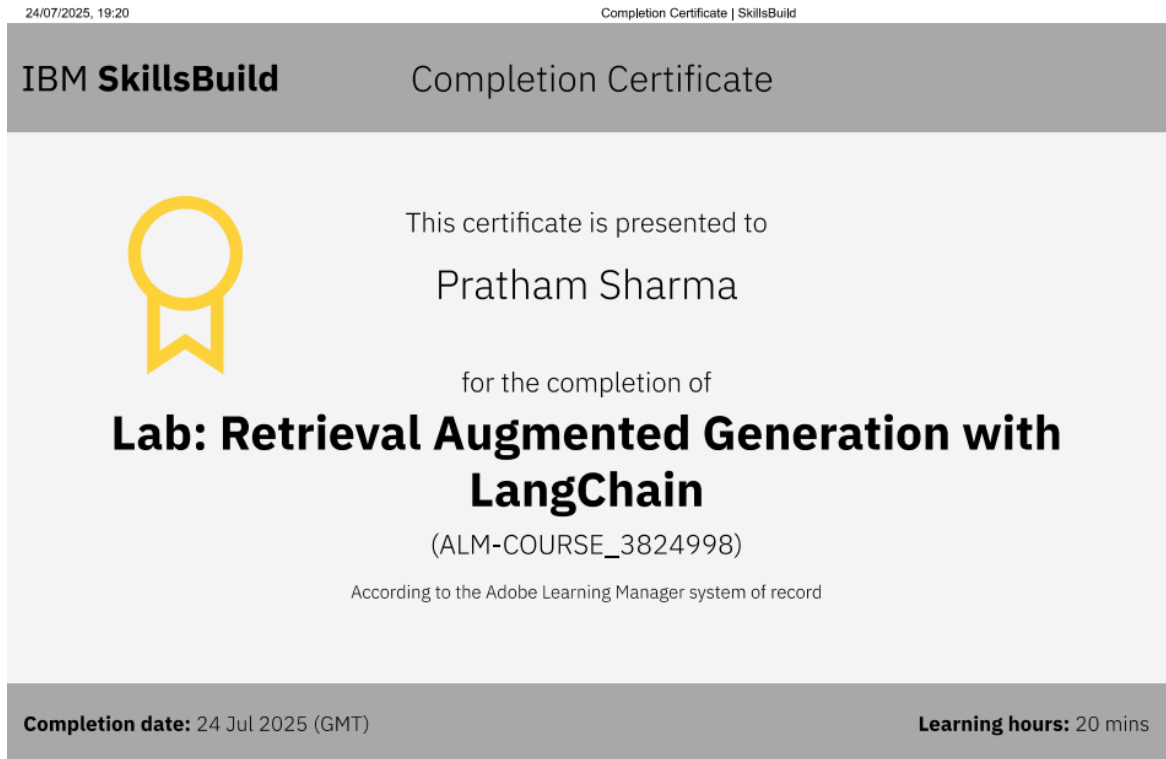 24/07/2025, 19:20 Completion Certificate | SkillsBuild
IBM SkillsBuild Completion Certificate
This certificate is presented to
Pratham Sharma
for the completion of
Lab: Retrieval Augmented Generation with
LangChain
(ALM-COURSE_3824998)
According to the Adobe Learning Manager system of record
Completion date: 24 Jul 2025 (GMT) Learning hours: 20 mins